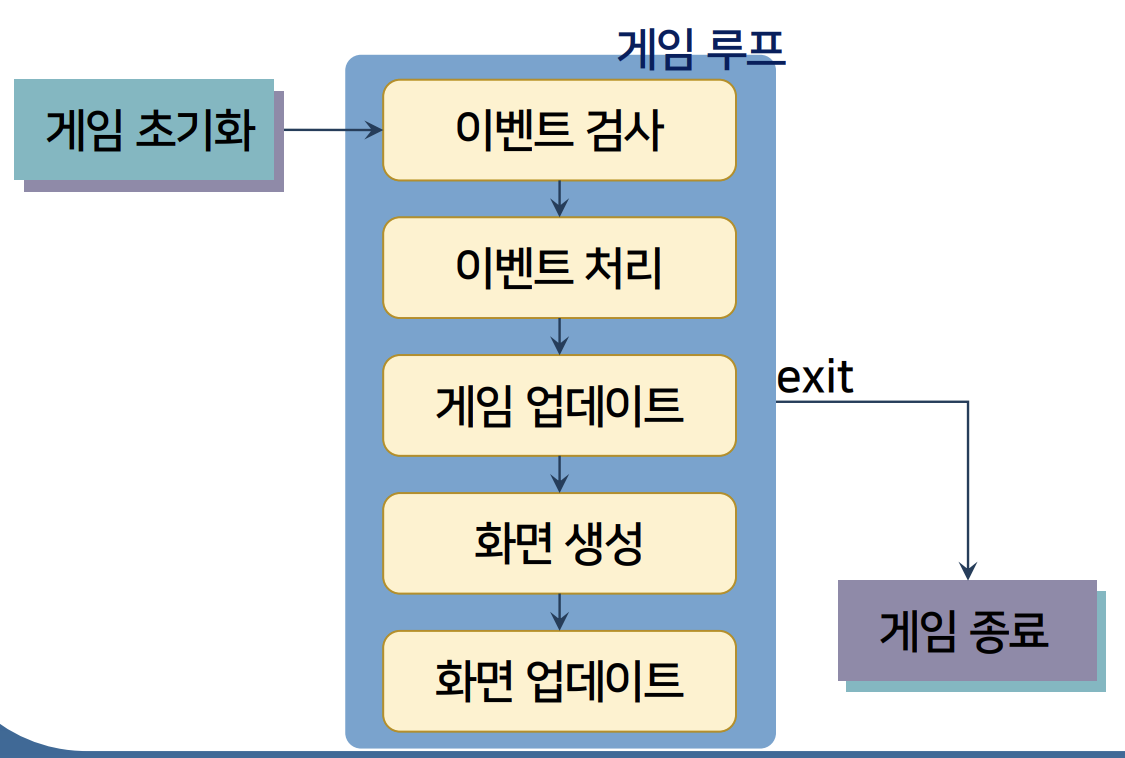 게임 루프
게임 초기화
이벤트 검사
이벤트 처리
게임 업데이트
exit
화면 생성
게임 종료
화면 업데이트